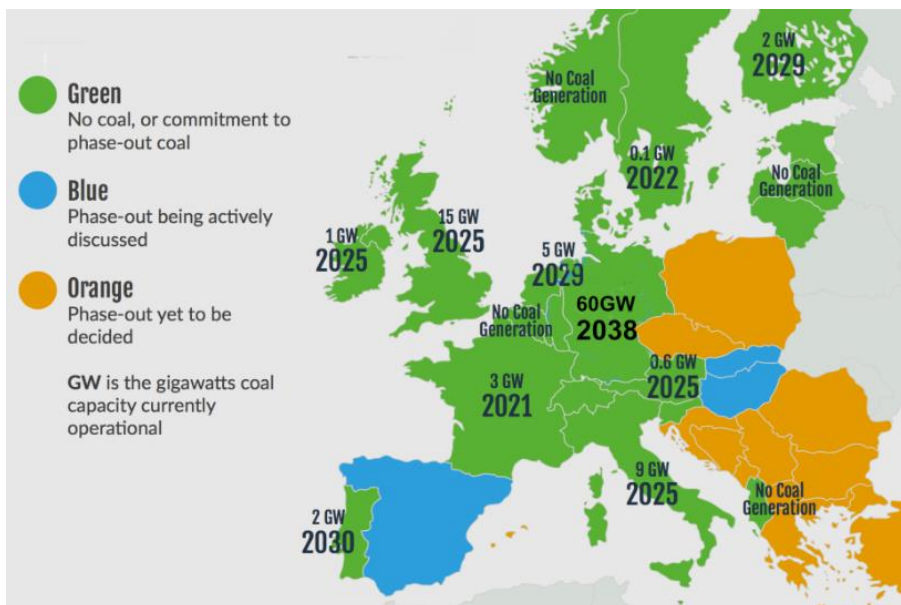 Green
No coal, or commitment to
phase-out coal
Blue
Phase-out being actively
discussed
Orange
Phase-out yet to be
decided
GW is the gigawatts coal
capacity currently
operational
2 GW
2029
No Coal
Generation
0.1 GW
2022
No Coal
Generation
1 GW
2025
15 GW
2025
5 GW
2029
No Coal
Generation
60GW
2038
0.6 GW
2025
3 GW
2021
9 GW
2025
No Coal
Generation
2 GW
2030